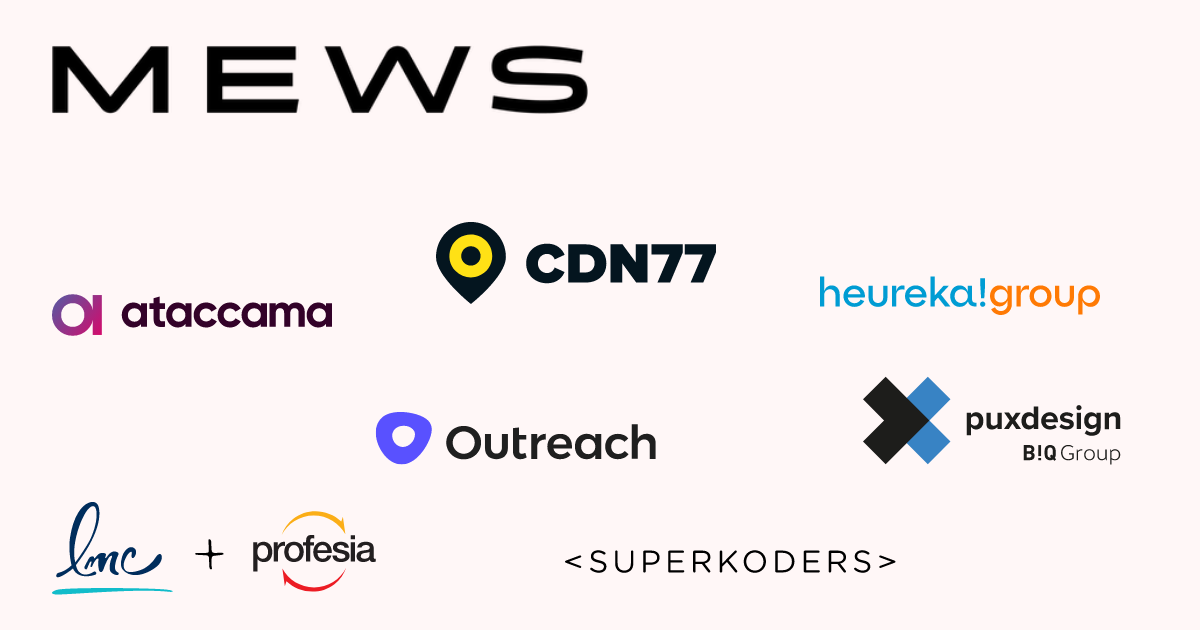 MEWS
CDN77
ataccama
heureka!group
Outreach
puxdesign
B!Q Group
lmc + profesia
<SUPERKODERS>